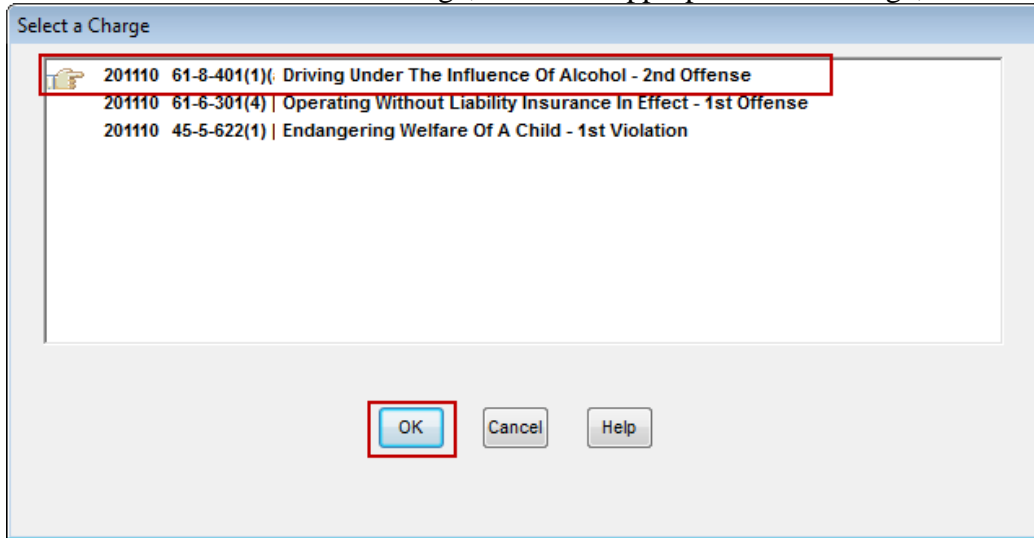 Select a Charge
201110 61-8-401(1)( Driving Under The Influence Of Alcohol - 2nd Offense
201110 61-6-301(4) | Operating Without Liability Insurance In Effect - 1st Offense
201110 45-5-622(1) | Endangering Welfare Of A Child - 1st Violation
OK Cancel Help